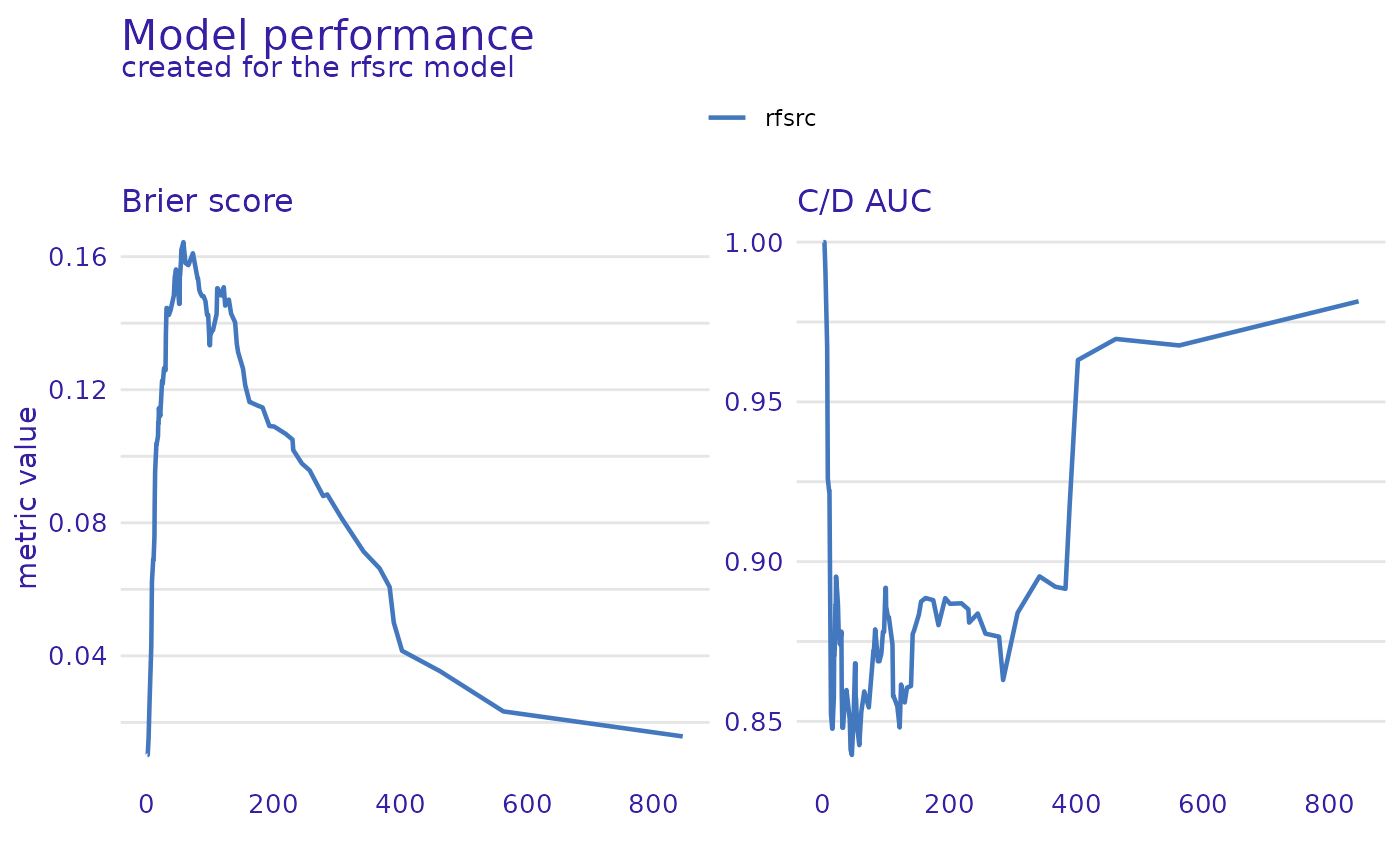 Model performance
created for the rfsrc model
rfsrc
Brier score
C/D AUC
metric value
0.16
0.12
0.08
0.04
0 200 400 600 800
1.00
0.95
0.90
0.85
0 200 400 600 800